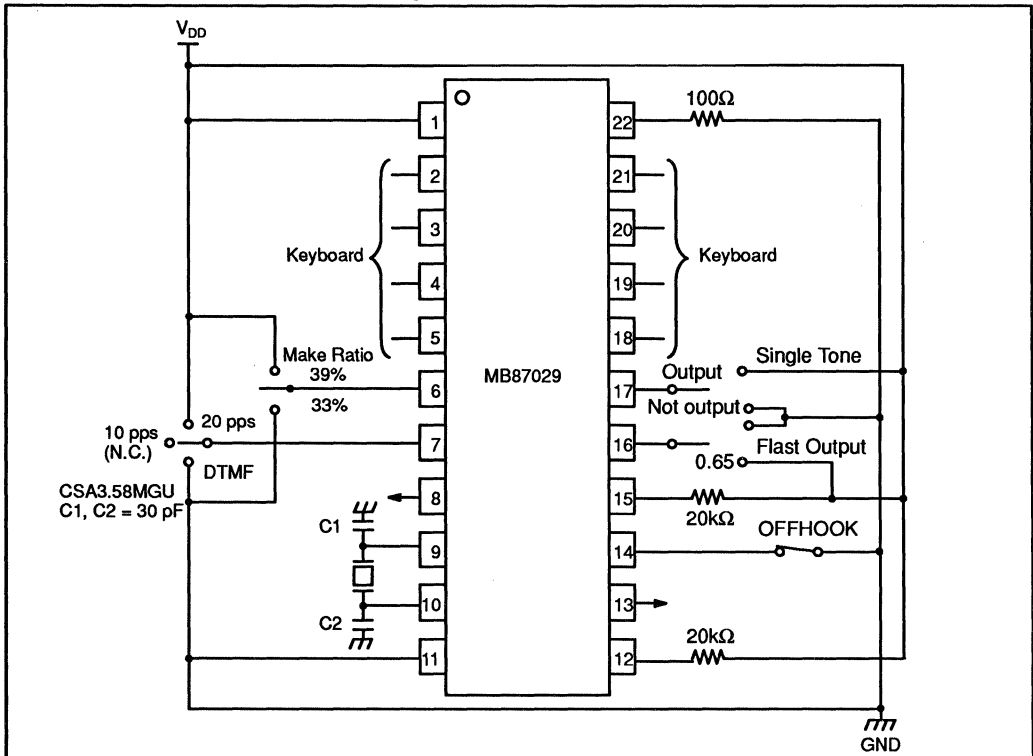 VDD
100Ω
1
22
2
21
3
20
Keyboard
Keyboard
4
19
5
18
MB87029
Make Ratio
39%
33%
6
17
Output
Single Tone
Not output
20 pps
10 pps
(N.C.)
DTMF
7
16
Flast Output
0.65
CSA3.58MGU
C1, C2 = 30 pF
8
15
20kΩ
C1
9
14
OFFHOOK
10
13
C2
11
12
20kΩ
GND